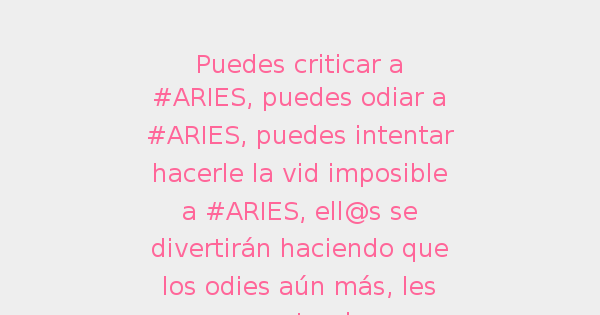 Puedes criticar a
#ARIES, puedes odiar a
#ARIES, puedes intentar
hacerle la vid imposible
a #ARIES, ell@s se
divertirán haciendo que
los odies aún más, les